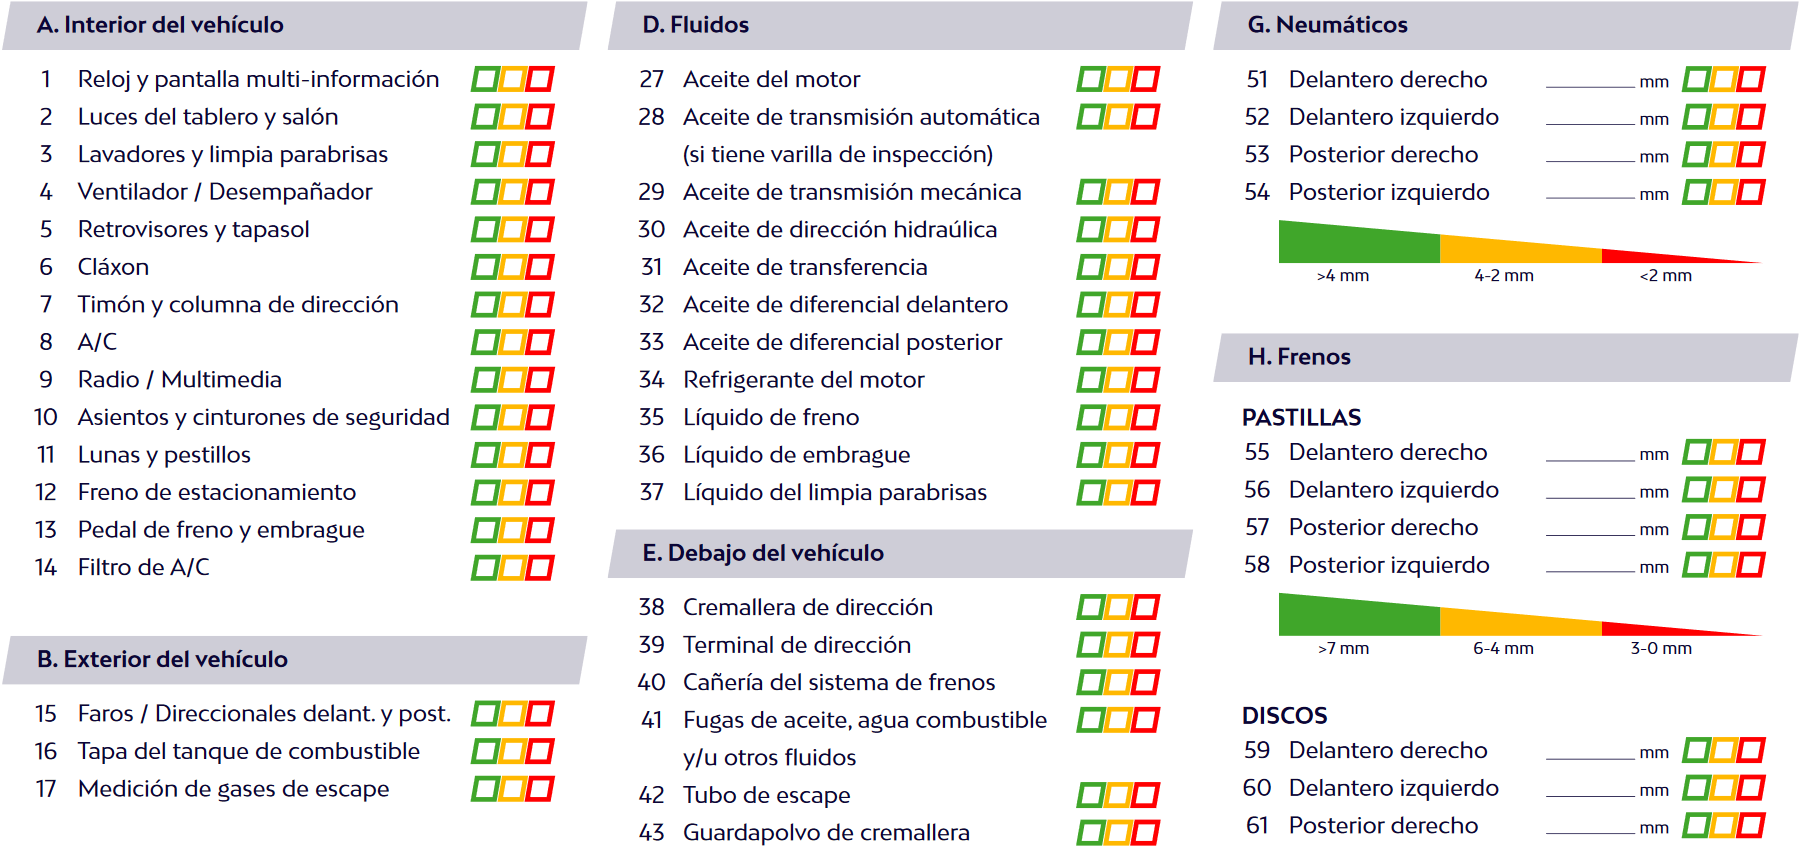 A. Interior del vehículo
1 Reloj y pantalla multi-información
2 Luces del tablero y salón
3 Lavadores y limpia parabrisas
4 Ventilador / Desempañador
5 Retrovisores y tapasol
6 Cláxon
7 Timón y columna de dirección
8 A/C
9 Radio / Multimedia
10 Asientos y cinturones de seguridad
11 Lunas y pestillos
12 Freno de estacionamiento
13 Pedal de freno y embrague
14 Filtro de A/C
B. Exterior del vehículo
15 Faros / Direccionales delant. y post.
16 Tapa del tanque de combustible
17 Medición de gases de escape
D. Fluidos
27 Aceite del motor
28 Aceite de transmisión automática
(si tiene varilla de inspección)
29 Aceite de transmisión mecánica
30 Aceite de dirección hidraúlica
31 Aceite de transferencia
32 Aceite de diferencial delantero
33 Aceite de diferencial posterior
34 Refrigerante del motor
35 Líquido de freno
36 Líquido de embrague
37 Líquido del limpia parabrisas
E. Debajo del vehículo
38 Cremallera de dirección
39 Terminal de dirección
40 Cañería del sistema de frenos
41 Fugas de aceite, agua combustible
y/u otros fluidos
42 Tubo de escape
43 Guardapolvo de cremallera
G. Neumáticos
51 Delantero derecho ________ mm
52 Delantero izquierdo ________ mm
53 Posterior derecho ________ mm
54 Posterior izquierdo ________ mm
>4 mm 4-2 mm <2 mm
H. Frenos
PASTILLAS
55 Delantero derecho ________ mm
56 Delantero izquierdo ________ mm
57 Posterior derecho ________ mm
58 Posterior izquierdo ________ mm
>7 mm 6-4 mm 3-0 mm
DISCOS
59 Delantero derecho ________ mm
60 Delantero izquierdo ________ mm
61 Posterior derecho ________ mm